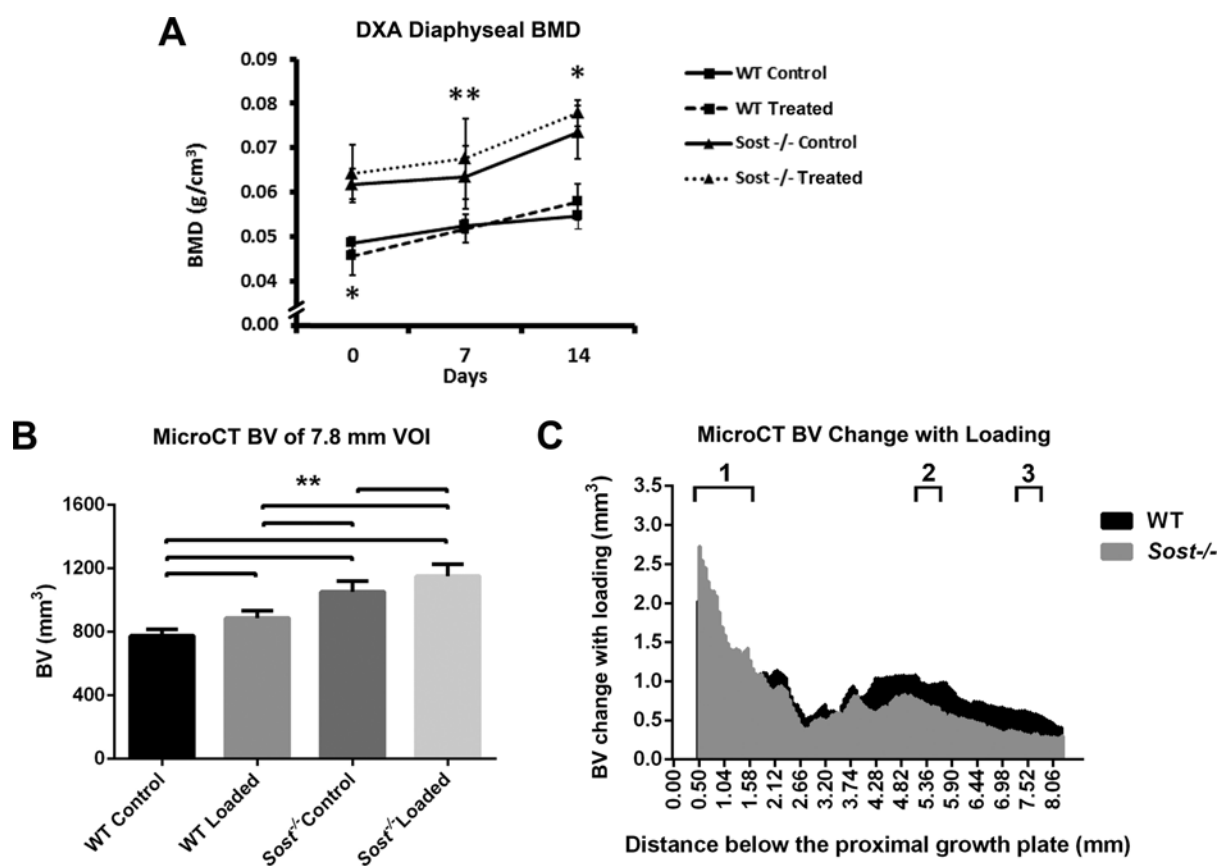 A
DXA Diaphyseal BMD
0.09
0.08
0.07
0.06
0.05
0.04
0.00
BMD (g/cm³)
*
**
*
0 7 14
Days
WT Control
WT Treated
Sost -/- Control
Sost -/- Treated
B
MicroCT BV of 7.8 mm VOI
**
1600
1200
800
400
0
BV (mm³)
WT Control
WT Loaded
Sost-/-Control
Sost-/-Loaded
C
MicroCT BV Change with Loading
1 2 3
3.5
3.0
2.5
2.0
1.5
1.0
0.5
0.0
BV change with loading (mm³)
WT
Sost-/-
0.00 0.50 1.04 1.58 2.12 2.66 3.20 3.74 4.28 4.82 5.36 5.90 6.44 6.98 7.52 8.06
Distance below the proximal growth plate (mm)